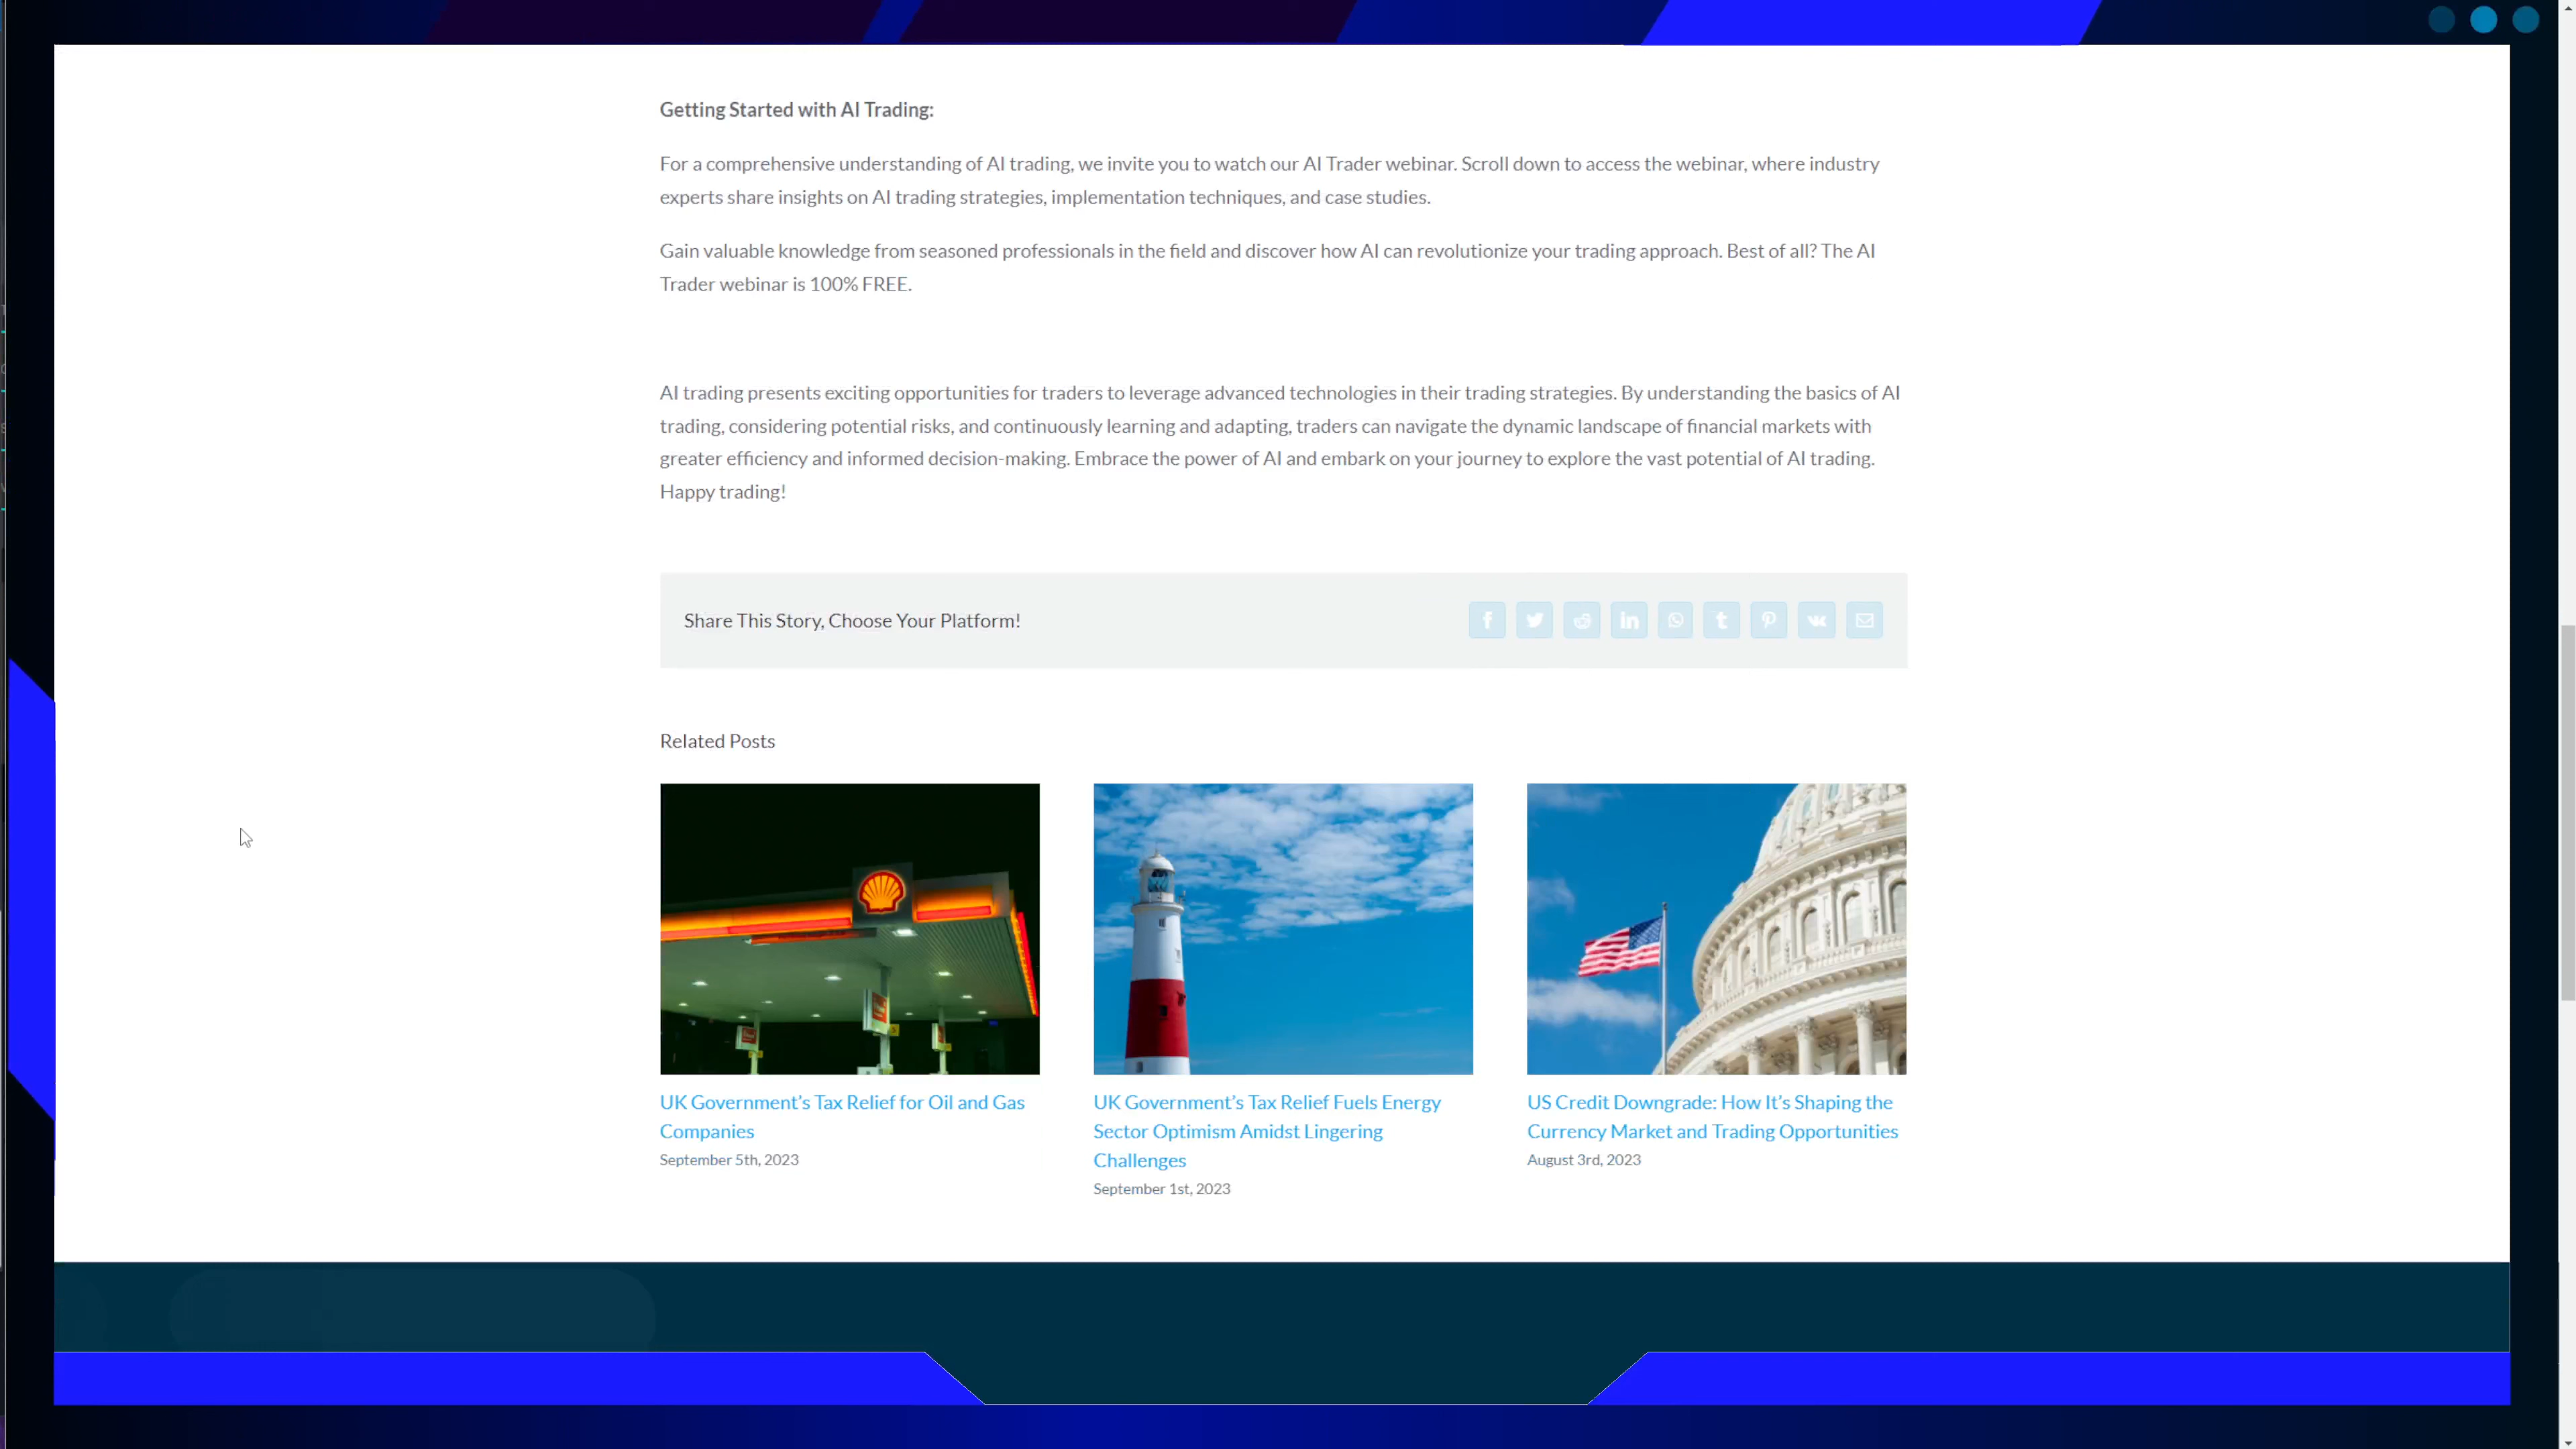 Getting Started with AI Trading:
For a comprehensive understanding of AI trading, we invite you to watch our AI Trader webinar. Scroll down to access the webinar, where industry
experts share insights on AI trading strategies, implementation techniques, and case studies.
Gain valuable knowledge from seasoned professionals in the field and discover how AI can revolutionize your trading approach. Best of all? The AI
Trader webinar is 100% FREE.
AI trading presents exciting opportunities for traders to leverage advanced technologies in their trading strategies. By understanding the basics of AI
trading, considering potential risks, and continuously learning and adapting, traders can navigate the dynamic landscape of financial markets with
greater efficiency and informed decision-making. Embrace the power of AI and embark on your journey to explore the vast potential of AI trading.
Happy trading!
Share This Story, Choose Your Platform!
Related Posts
UK Government’s Tax Relief for Oil and Gas
Companies
September 5th, 2023
UK Government’s Tax Relief Fuels Energy
Sector Optimism Amidst Lingering
Challenges
September 1st, 2023
US Credit Downgrade: How It’s Shaping the
Currency Market and Trading Opportunities
August 3rd, 2023